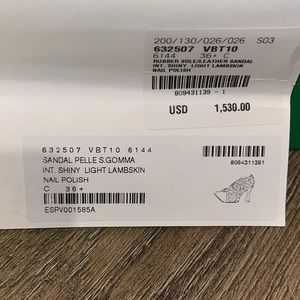 200/130/026/026 S03
632507 VBT10
6144 36+ C
RUBBER SOLE/LEATHER SANDAL
INT. SHINY LIGHT LAMBSKIN
NAIL POLISH
8094311391 - I
USD 1,530.00
632507 VBT10 6144
SANDAL PELLE S.GOMMA
INT. SHINY LIGHT LAMBSKIN
NAIL POLISH
C 36+
8094311391
ESPV001585A